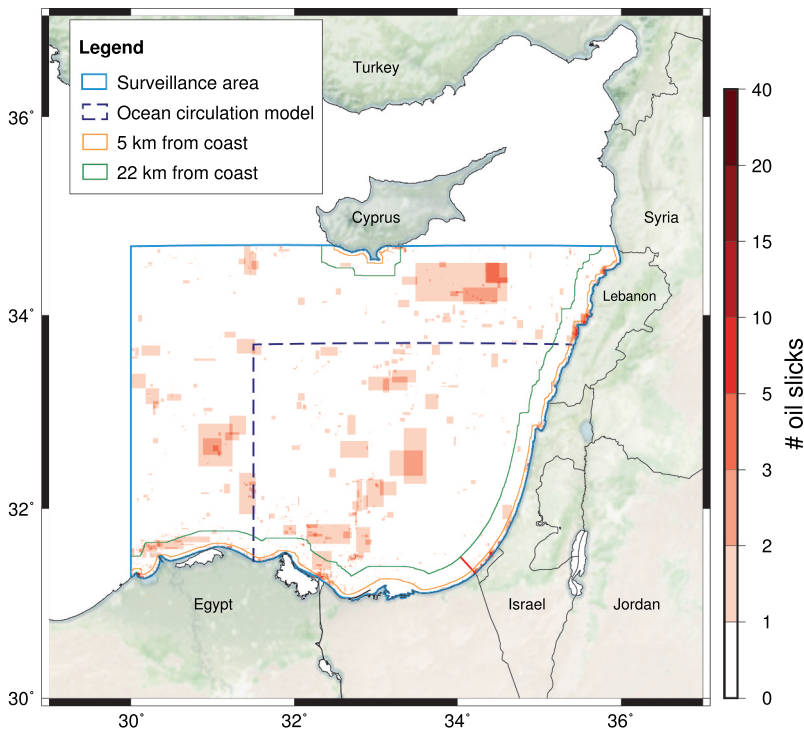 Legend
Surveillance area
Ocean circulation model
5 km from coast
22 km from coast
Turkey
Cyprus
Syria
Lebanon
Egypt
Israel
Jordan
36°
34°
32°
30°
30°
32°
34°
36°
40
20
15
10
5
3
2
1
0
# oil slicks